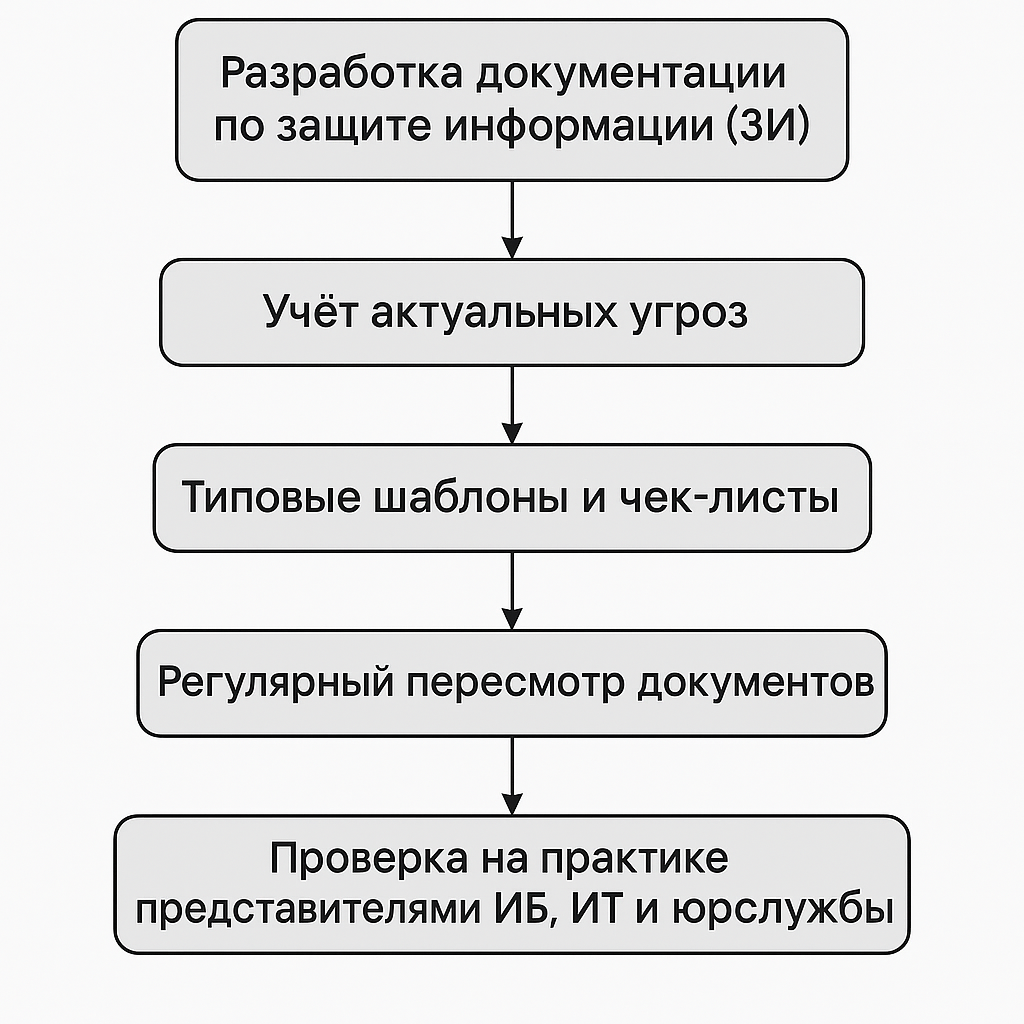 Разработка документации
по защите информации (ЗИ)
Учёт актуальных угроз
Типовые шаблоны и чек-листы
Регулярный пересмотр документов
Проверка на практике
представителями ИБ, ИТ и юрслужбы